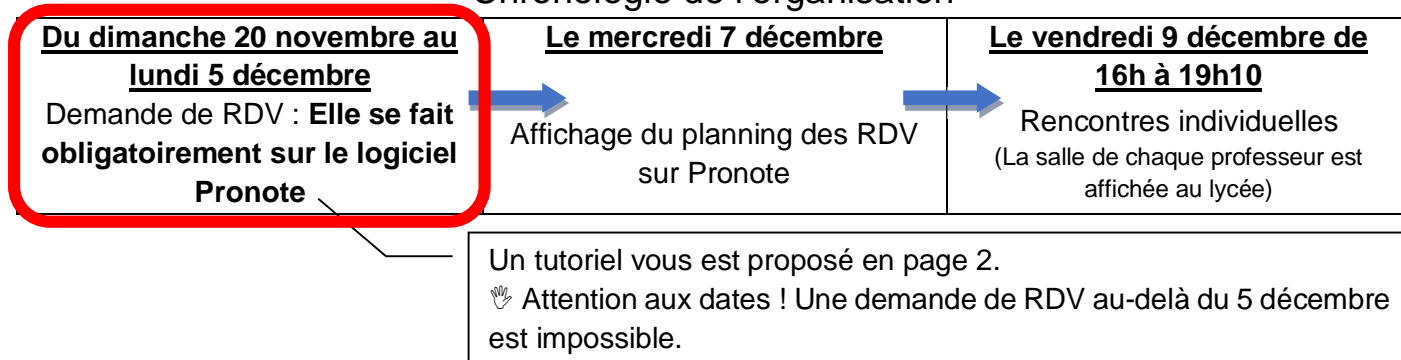 Chronologie de l'organisation
Du dimanche 20 novembre au
lundi 5 décembre
Demande de RDV : Elle se fait
obligatoirement sur le logiciel
Pronote
Le mercredi 7 décembre
Affichage du planning des RDV
sur Pronote
Le vendredi 9 décembre de
16h à 19h10
Rencontres individuelles
(La salle de chaque professeur est
affichée au lycée)
Un tutoriel vous est proposé en page 2.
🖐 Attention aux dates ! Une demande de RDV au-delà du 5 décembre
est impossible.